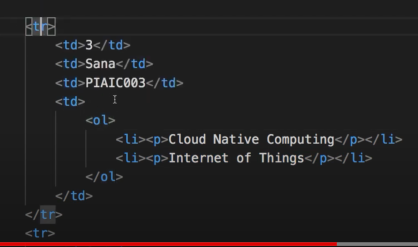 <tr>
<td>3</td>
<td>Sana</td>
<td>PIAIC003</td>
<td>
<ol>
<li><p>Cloud Native Computing</p></li>
<li><p>Internet of Things</p></li>
</ol>
</td>
</tr>
<tr>